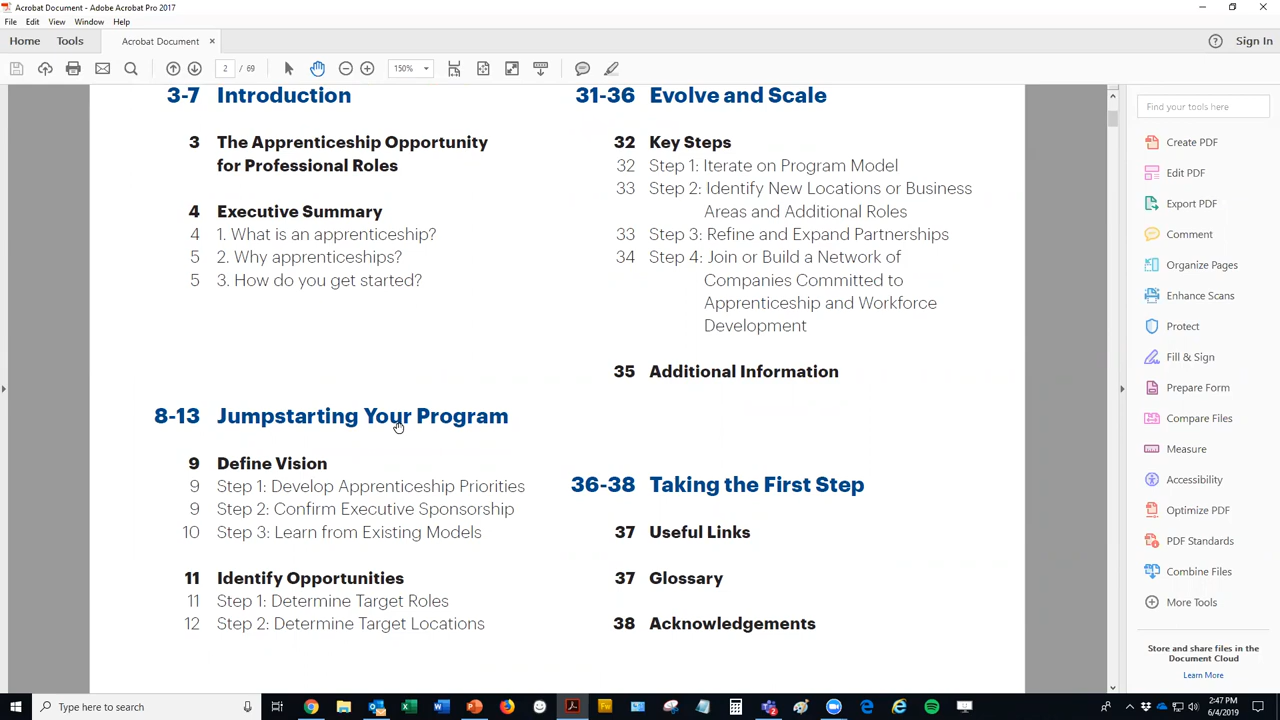 Acrobat Document - Adobe Acrobat Pro 2017
File Edit View Window Help
Home Tools Acrobat Document × Sign In
2 / 69 150%
3-7 Introduction
3 The Apprenticeship Opportunity
for Professional Roles
4 Executive Summary
4 1. What is an apprenticeship?
5 2. Why apprenticeships?
5 3. How do you get started?
8-13 Jumpstarting Your Program
9 Define Vision
9 Step 1: Develop Apprenticeship Priorities
9 Step 2: Confirm Executive Sponsorship
10 Step 3: Learn from Existing Models
11 Identify Opportunities
11 Step 1: Determine Target Roles
12 Step 2: Determine Target Locations
31-36 Evolve and Scale
32 Key Steps
32 Step 1: Iterate on Program Model
33 Step 2: Identify New Locations or Business
Areas and Additional Roles
33 Step 3: Refine and Expand Partnerships
34 Step 4: Join or Build a Network of
Companies Committed to
Apprenticeship and Workforce
Development
35 Additional Information
36-38 Taking the First Step
37 Useful Links
37 Glossary
38 Acknowledgements
Find your tools here
Create PDF
Edit PDF
Export PDF
Comment
Organize Pages
Enhance Scans
Protect
Fill & Sign
Prepare Form
Compare Files
Measure
Accessibility
Optimize PDF
PDF Standards
Combine Files
More Tools
Store and share files in the
Document Cloud
Learn More
Type here to search
2:47 PM
6/4/2019